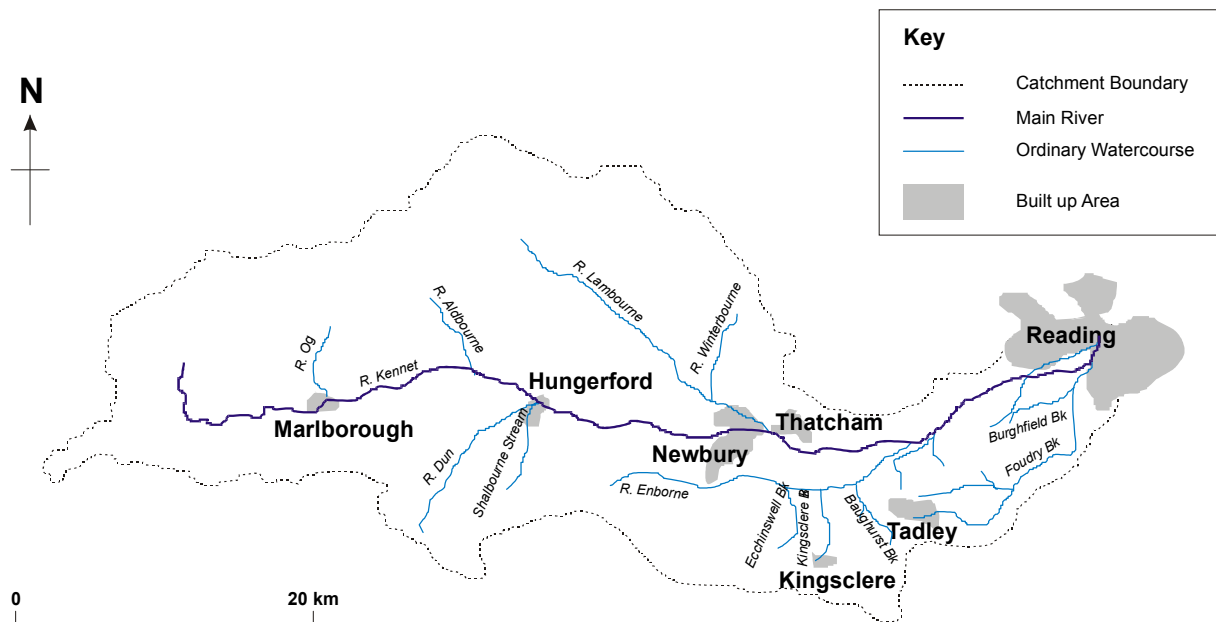 Key
Catchment Boundary
Main River
Ordinary Watercourse
Built up Area
N
R. Og
R. Kennet
R. Aldbourne
R. Lambourne
R. Winterbourne
Reading
Hungerford
Marlborough
Thatcham
Newbury
R. Dun
Shalbourne Stream
R. Enborne
Ecchinswell Bk
Kingsclere
Baughurst Bk
Burghfield Bk
Foudry Bk
Tadley
Kingsclere
0
20 km